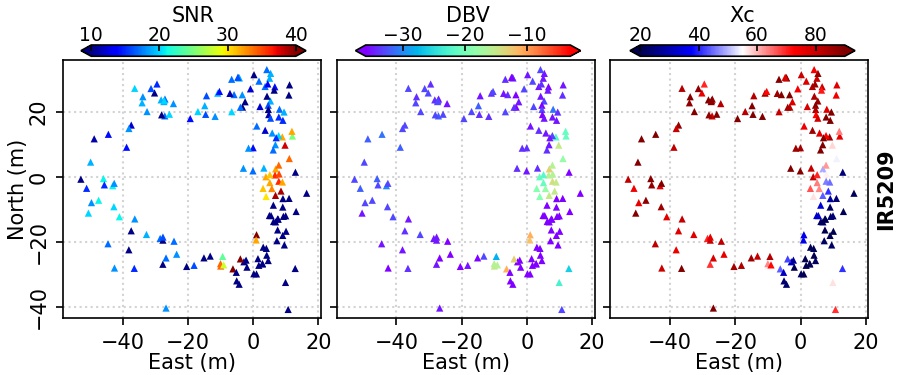 SNR DBV Xc
10 20 30 40 −30 −20 −10 20 40 60 80
North (m)
20
0
−20
−40
−40 −20 0 20 −40 −20 0 20 −40 −20 0 20
East (m) East (m) East (m)
IR5209